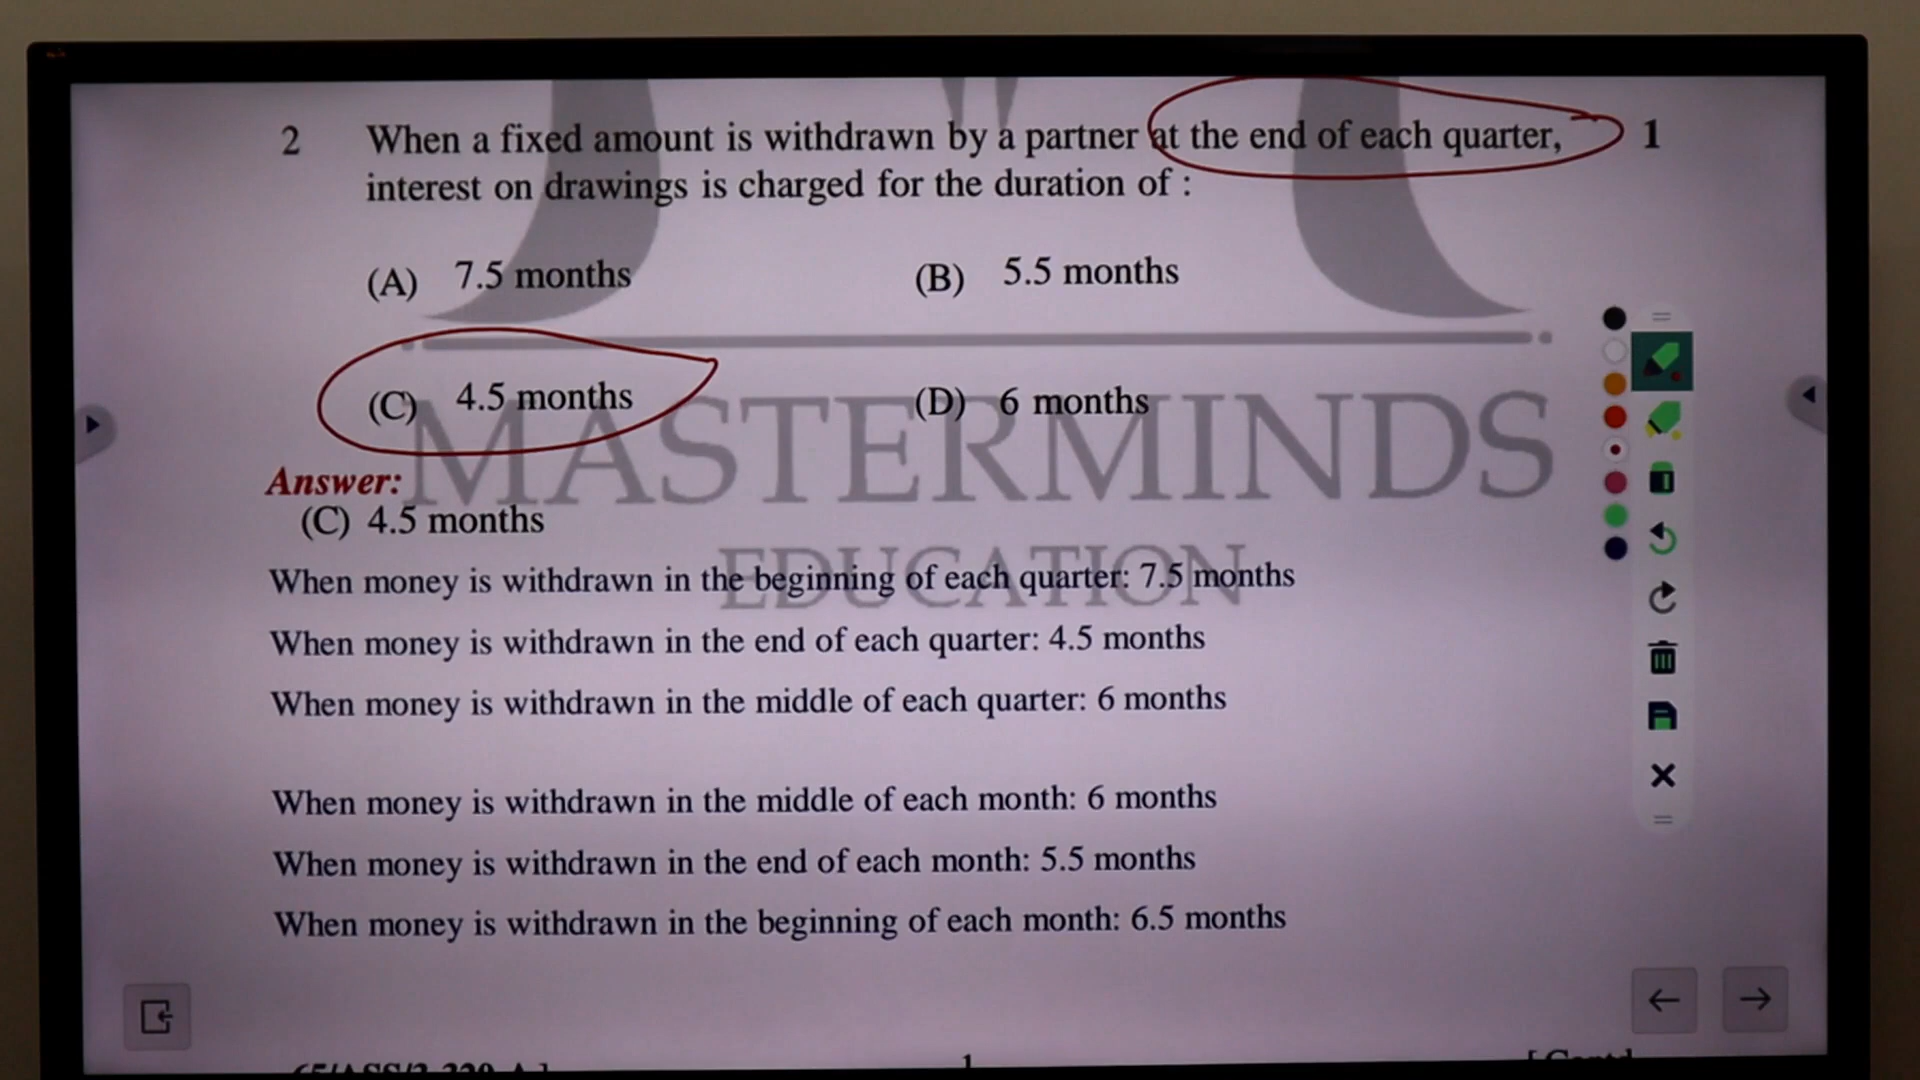 2 When a fixed amount is withdrawn by a partner at the end of each quarter, 1
interest on drawings is charged for the duration of :
(A) 7.5 months (B) 5.5 months
(C) 4.5 months (D) 6 months
MASTERMINDS
Answer:
(C) 4.5 months
EDUCATION
When money is withdrawn in the beginning of each quarter: 7.5 months
When money is withdrawn in the end of each quarter: 4.5 months
When money is withdrawn in the middle of each quarter: 6 months
When money is withdrawn in the middle of each month: 6 months
When money is withdrawn in the end of each month: 5.5 months
When money is withdrawn in the beginning of each month: 6.5 months
1